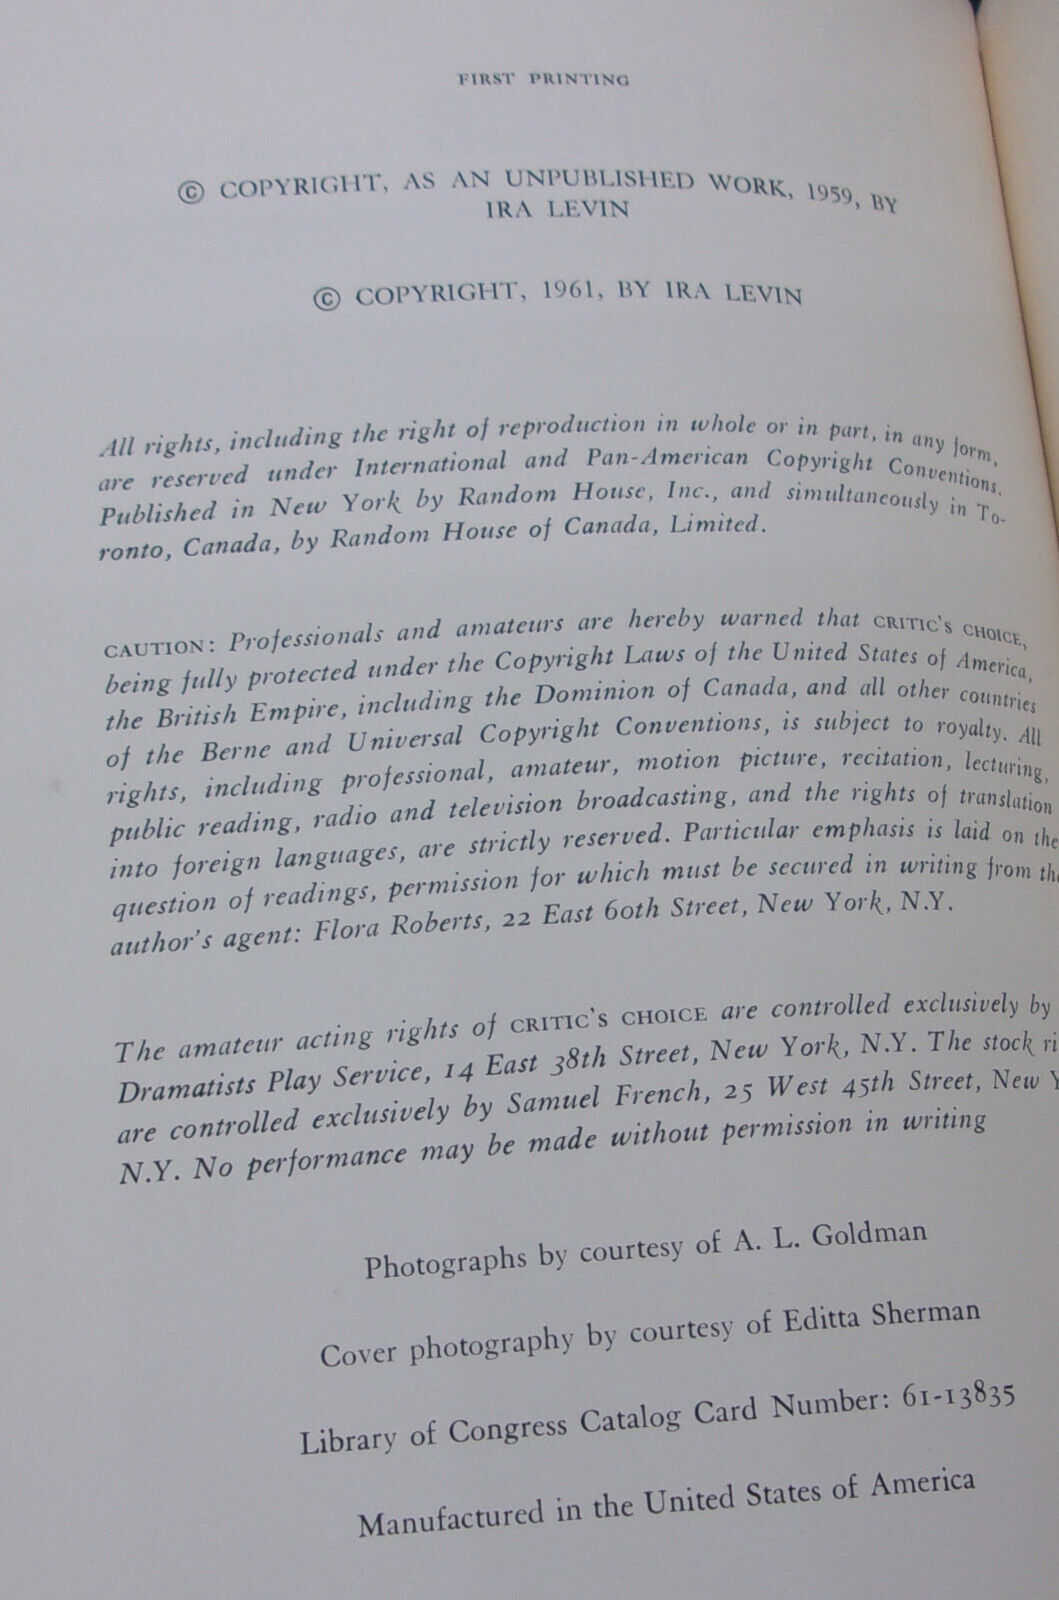 FIRST PRINTING
© COPYRIGHT, AS AN UNPUBLISHED WORK, 1959, BY
IRA LEVIN
© COPYRIGHT, 1961, BY IRA LEVIN
All rights, including the right of reproduction in whole or in part, in any form,
are reserved under International and Pan-American Copyright Conventions.
Published in New York by Random House, Inc., and simultaneously in To-
ronto, Canada, by Random House of Canada, Limited.
CAUTION: Professionals and amateurs are hereby warned that CRITIC'S CHOICE,
being fully protected under the Copyright Laws of the United States of America,
the British Empire, including the Dominion of Canada, and all other countries
of the Berne and Universal Copyright Conventions, is subject to royalty. All
rights, including professional, amateur, motion picture, recitation, lecturing,
public reading, radio and television broadcasting, and the rights of translation
into foreign languages, are strictly reserved. Particular emphasis is laid on the
question of readings, permission for which must be secured in writing from the
author's agent: Flora Roberts, 22 East 60th Street, New York, N.Y.
The amateur acting rights of CRITIC'S CHOICE are controlled exclusively by
Dramatists Play Service, 14 East 38th Street, New York, N.Y. The stock ri
are controlled exclusively by Samuel French, 25 West 45th Street, New Y
N.Y. No performance may be made without permission in writing
Photographs by courtesy of A. L. Goldman
Cover photography by courtesy of Editta Sherman
Library of Congress Catalog Card Number: 61-13835
Manufactured in the United States of America